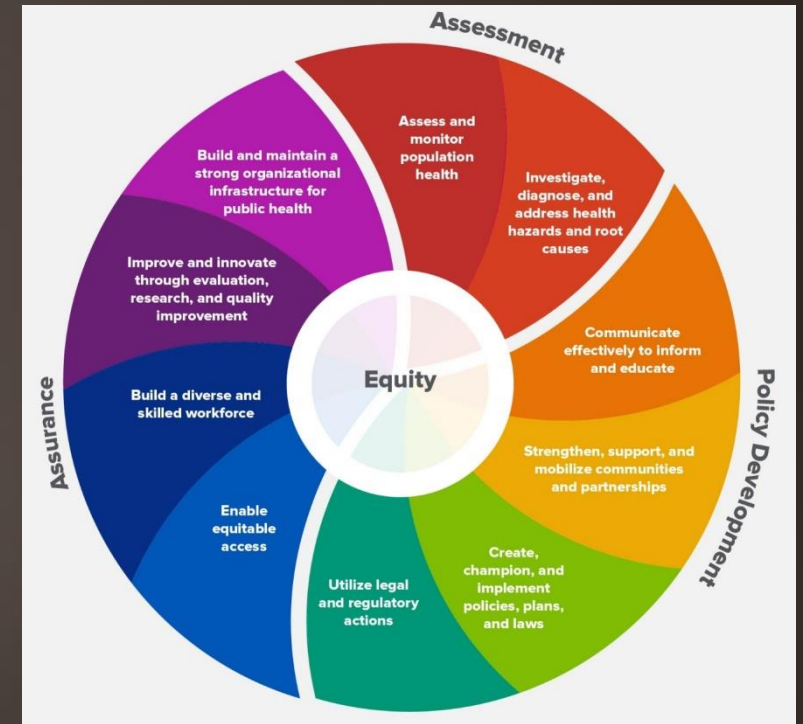 Assessment
Assess and
monitor
population
health
Investigate,
diagnose, and
address health
hazards and root
causes
Policy Development
Communicate
effectively to inform
and educate
Strengthen, support, and
mobilize communities
and partnerships
Create,
champion, and
implement
policies, plans,
and laws
Utilize legal
and regulatory
actions
Assurance
Enable
equitable
access
Build a diverse and
skilled workforce
Improve and innovate
through evaluation,
research, and quality
improvement
Build and maintain a
strong organizational
infrastructure for
public health
Equity